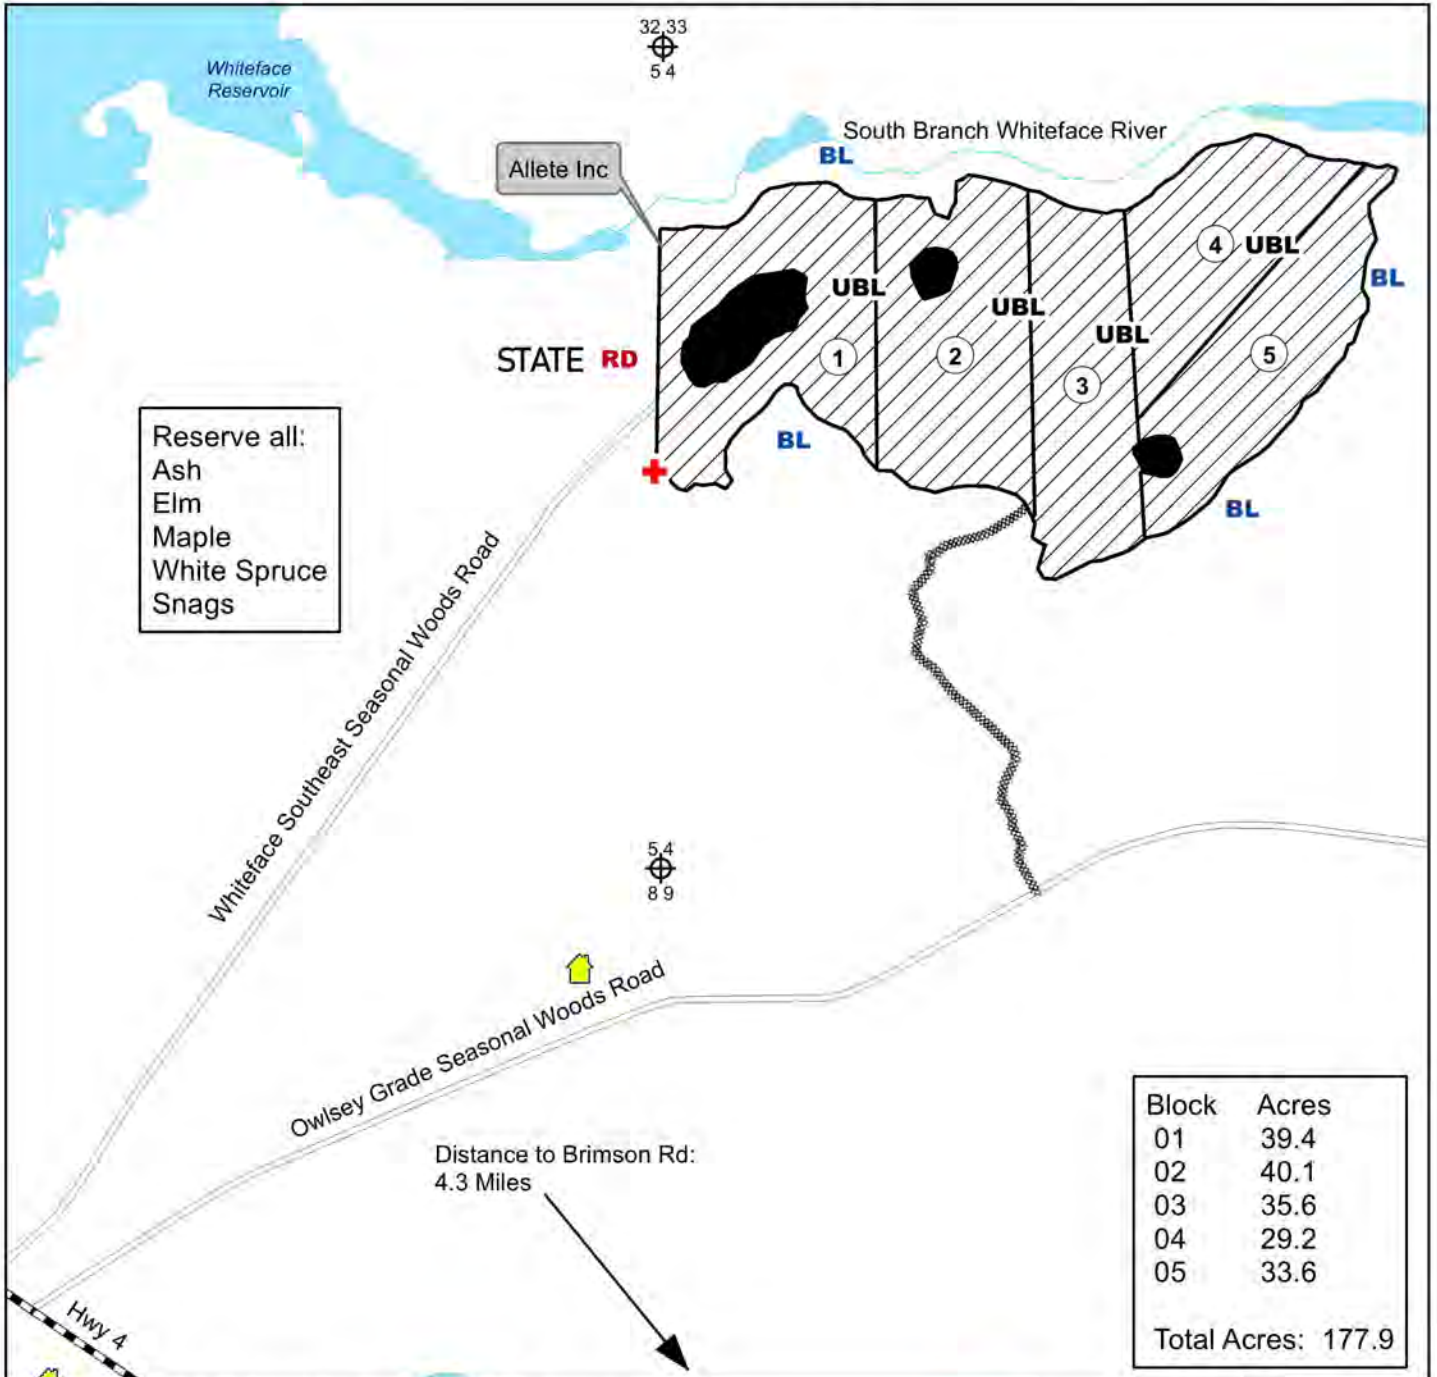 32 33
5 4
Whiteface
Reservoir
South Branch Whiteface River
BL
Allete Inc
4
UBL
BL
UBL
UBL
UBL
STATE RD
1
2
3
5
Reserve all:
Ash
Elm
Maple
White Spruce
Snags
BL
BL
Whiteface Southeast Seasonal Woods Road
5 4
8 9
Owlsey Grade Seasonal Woods Road
Distance to Brimson Rd:
4.3 Miles
Block Acres
01 39.4
02 40.1
03 35.6
04 29.2
05 33.6
Total Acres: 177.9
Hwy 4